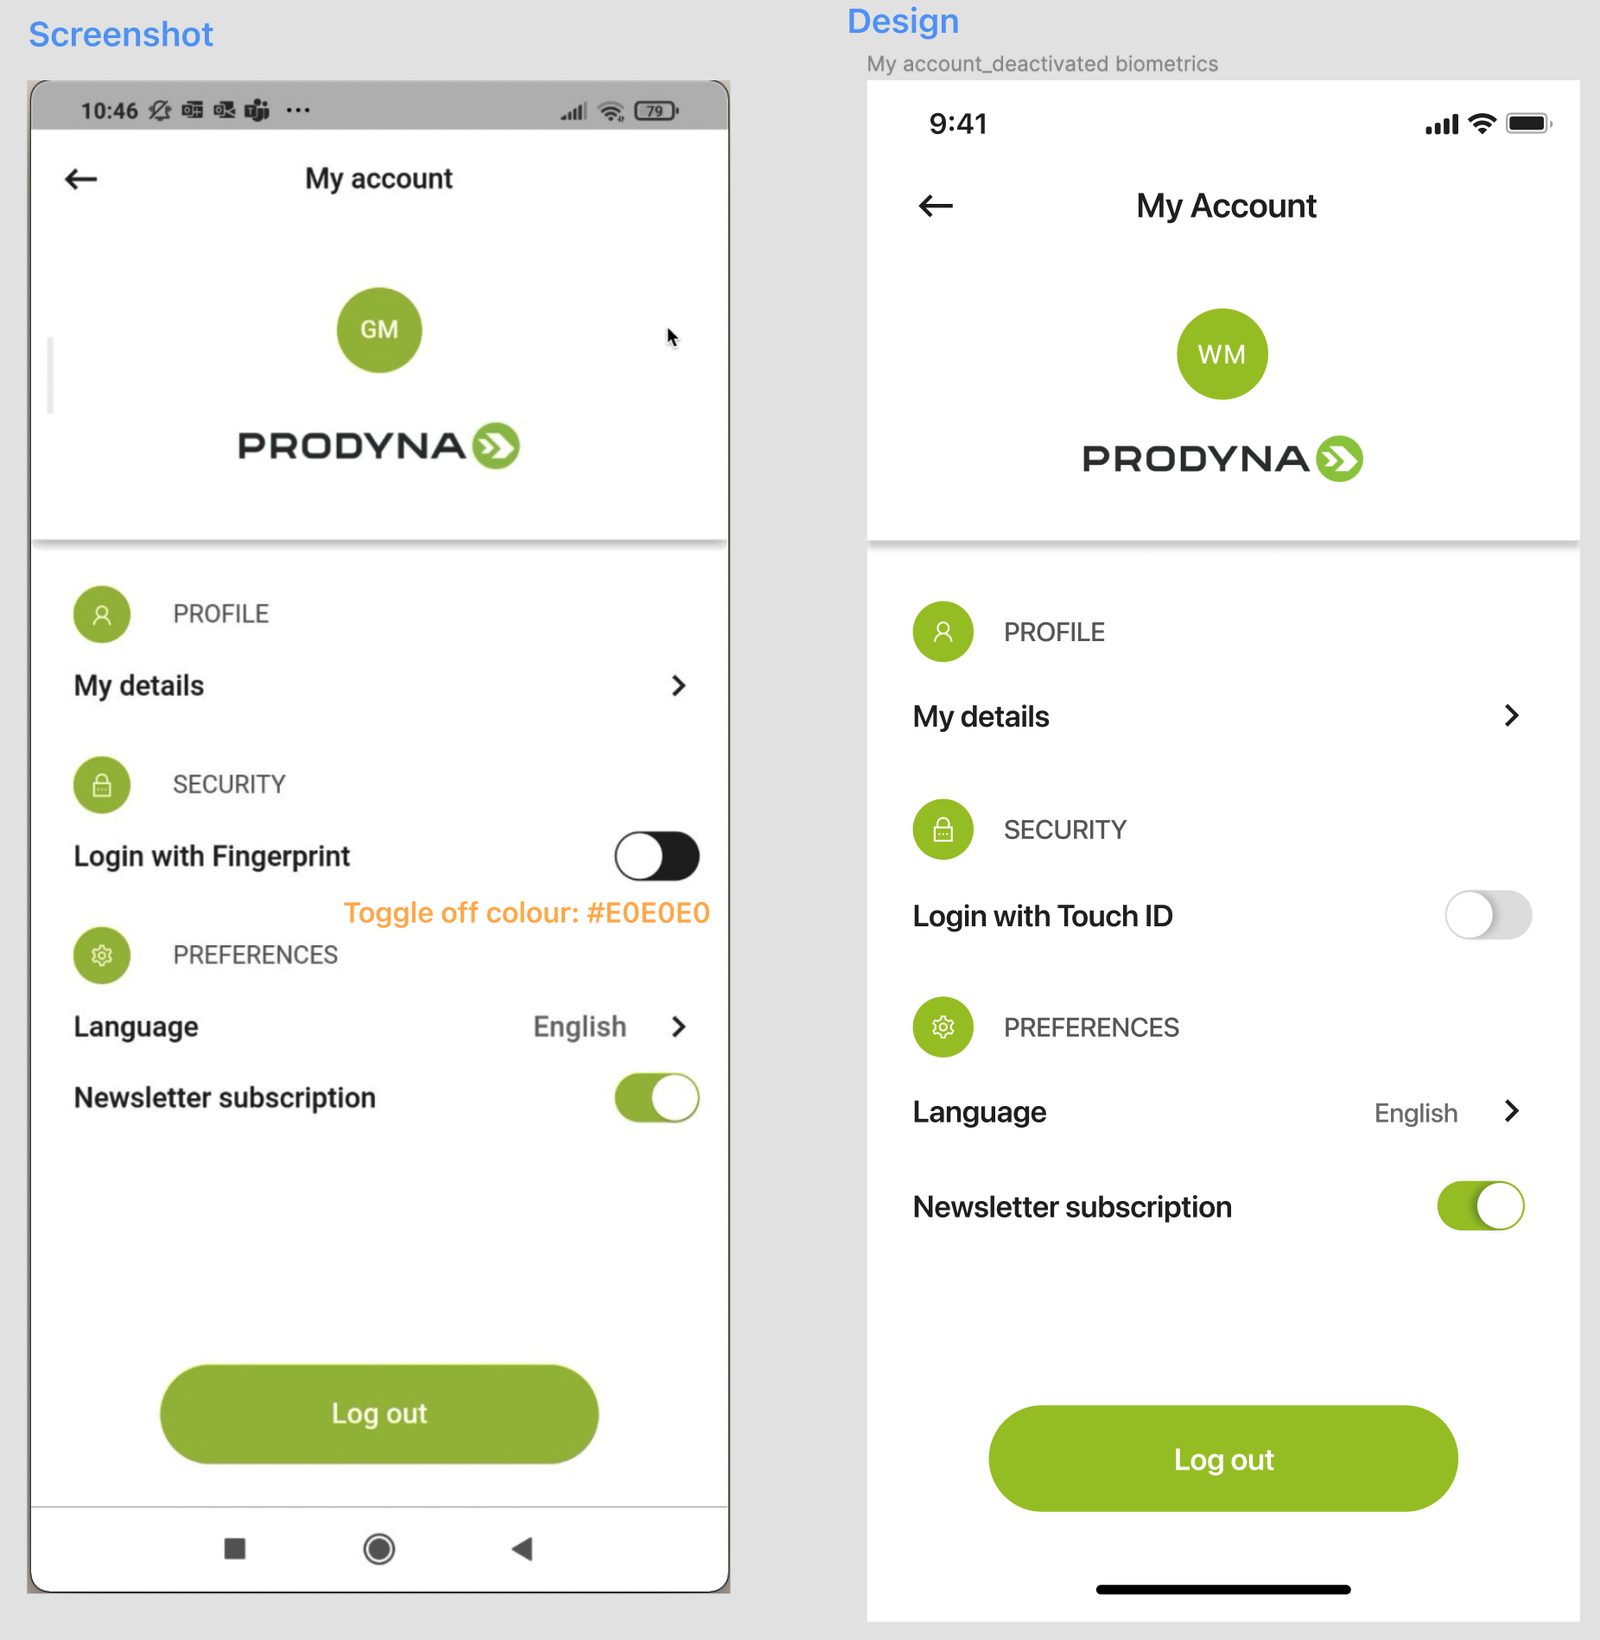 Screenshot
10:46
79
My account
GM
PRODYNA
PROFILE
My details
SECURITY
Login with Fingerprint
Toggle off colour: #E0E0E0
PREFERENCES
Language English
Newsletter subscription
Log out
Design
My account_deactivated biometrics
9:41
My Account
WM
PRODYNA
PROFILE
My details
SECURITY
Login with Touch ID
PREFERENCES
Language English
Newsletter subscription
Log out